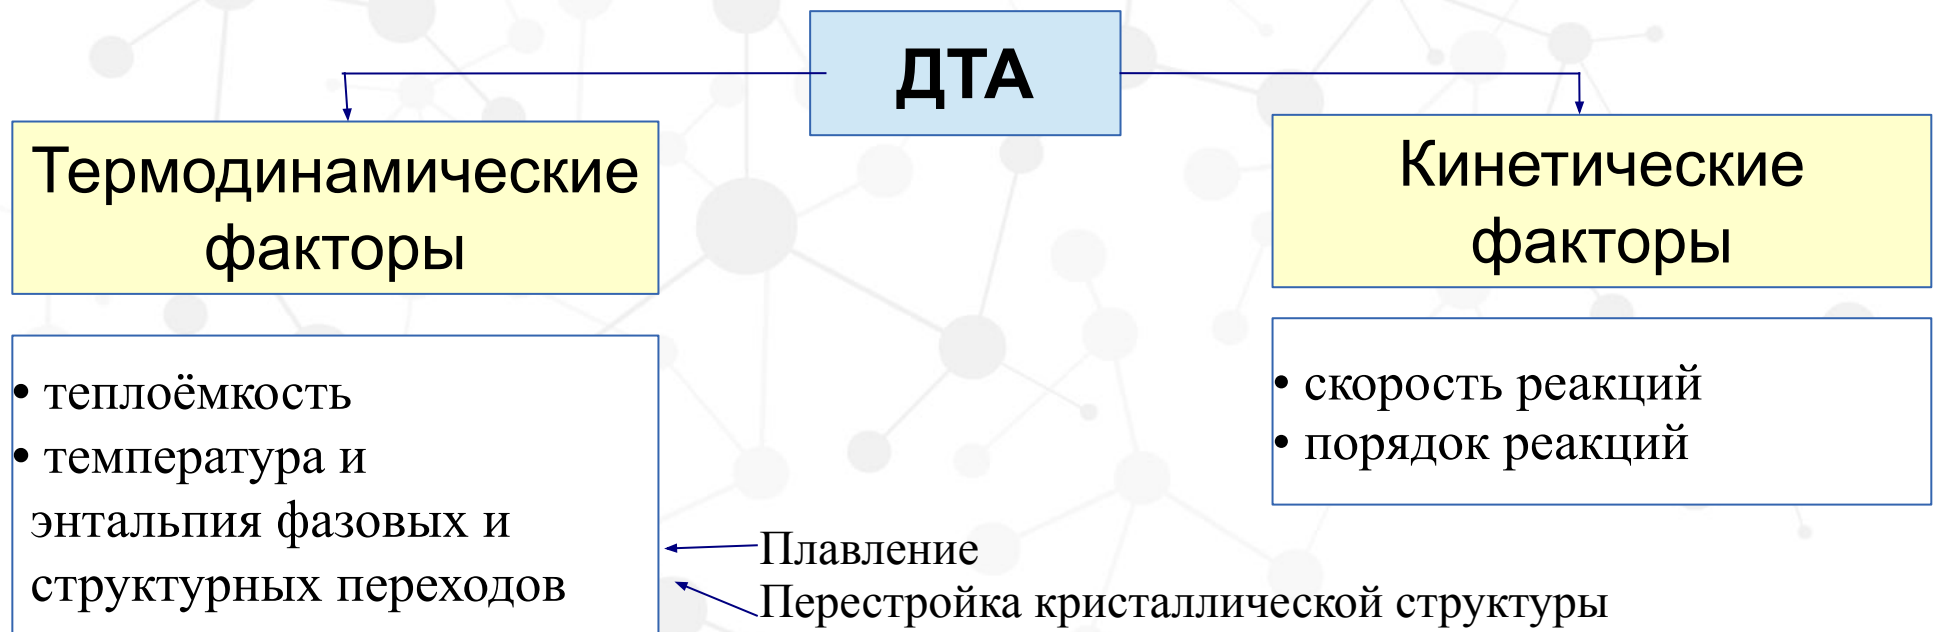 ДТА
Термодинамические
факторы
• теплоёмкость
• температура и
энтальпия фазовых и
структурных переходов
Плавление
Перестройка кристаллической структуры
Кинетические
факторы
• скорость реакций
• порядок реакций